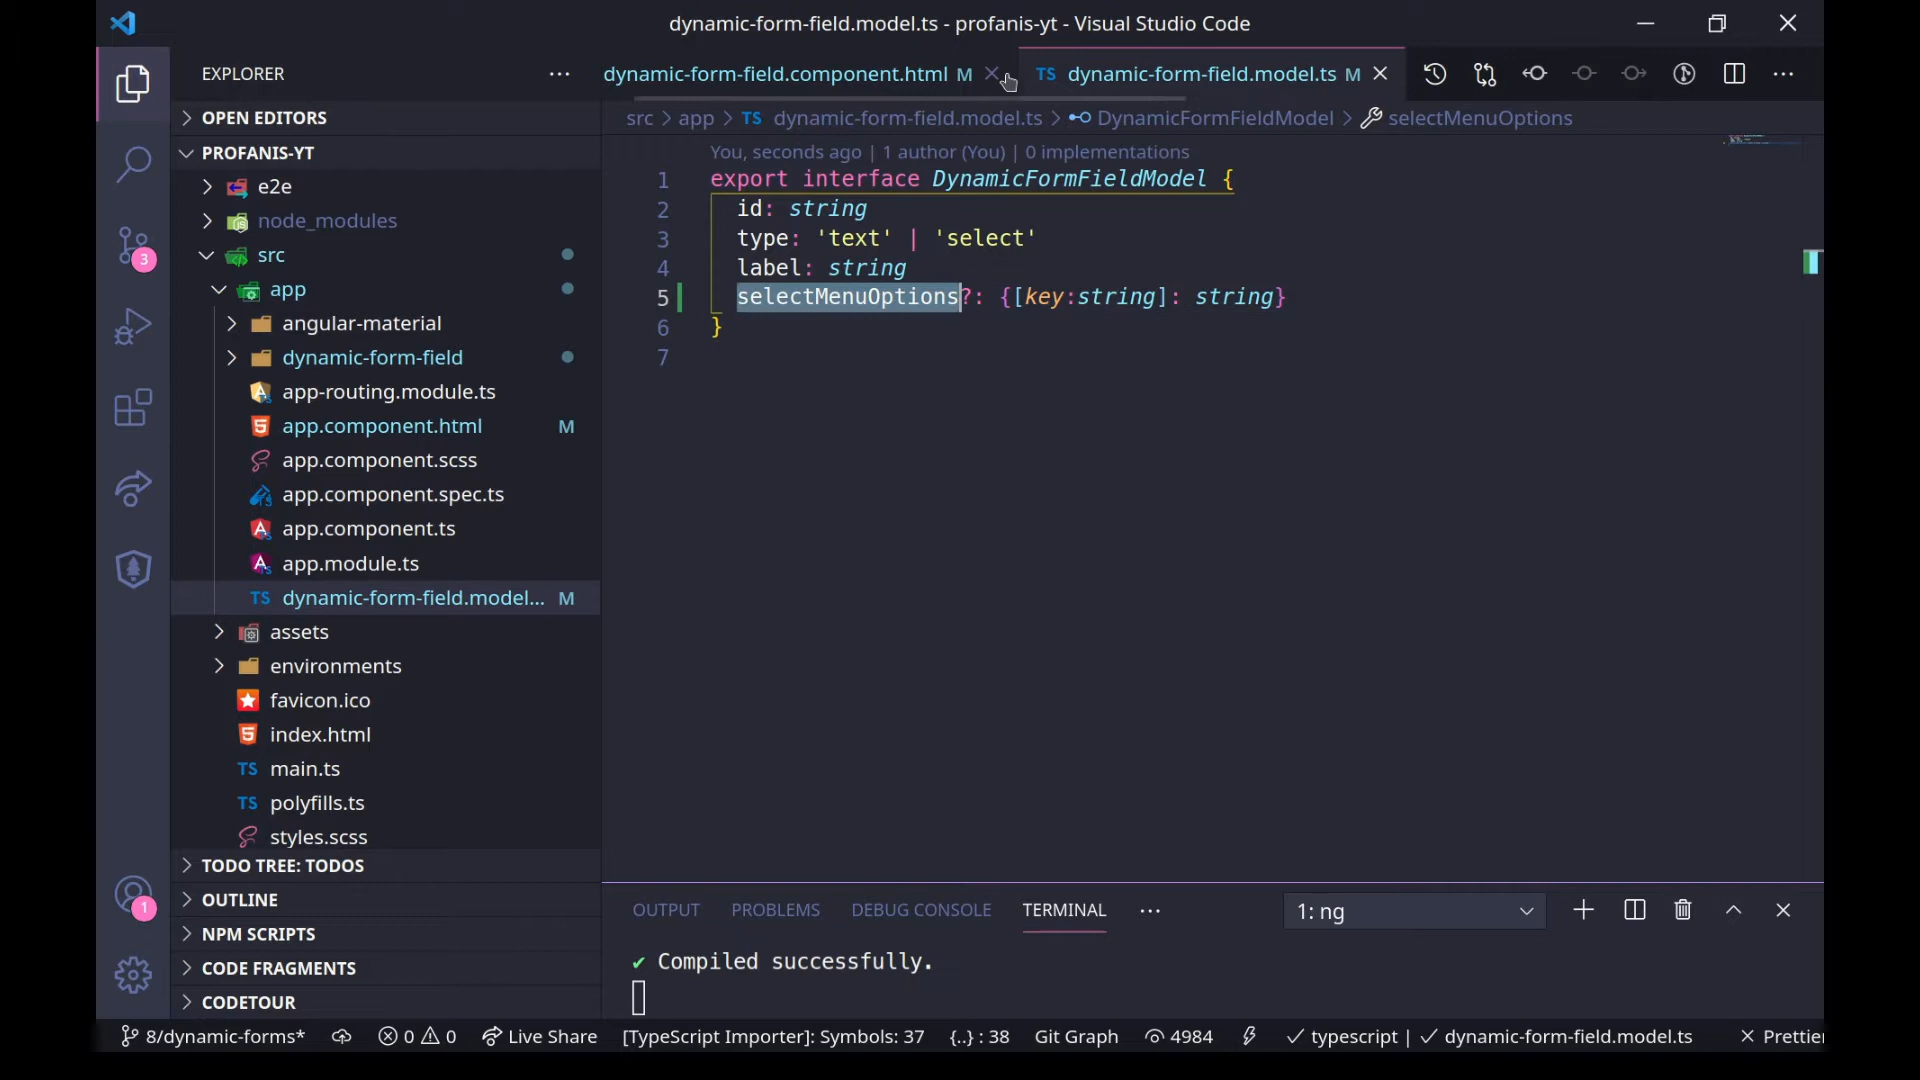 dynamic-form-field.model.ts - profanis-yt - Visual Studio Code
EXPLORER
dynamic-form-field.component.html M
TS dynamic-form-field.model.ts M
OPEN EDITORS
src > app > TS dynamic-form-field.model.ts > DynamicFormFieldModel > selectMenuOptions
PROFANIS-YT
e2e
node_modules
src
app
angular-material
dynamic-form-field
app-routing.module.ts
app.component.html M
app.component.scss
app.component.spec.ts
app.component.ts
app.module.ts
TS dynamic-form-field.model... M
assets
environments
favicon.ico
index.html
TS main.ts
TS polyfills.ts
styles.scss
TODO TREE: TODOS
OUTLINE
NPM SCRIPTS
CODE FRAGMENTS
CODETOUR
3
1
You, seconds ago | 1 author (You) | 0 implementations
1 export interface DynamicFormFieldModel {
2 id: string
3 type: 'text' | 'select'
4 label: string
5 selectMenuOptions?: {[key:string]: string}
6 }
7
OUTPUT PROBLEMS DEBUG CONSOLE TERMINAL ... 1: ng
✔ Compiled successfully.
8/dynamic-forms* 0 0 Live Share [TypeScript Importer]: Symbols: 37 {..} : 38 Git Graph 4984 ✓ typescript | ✓ dynamic-form-field.model.ts × Prettier